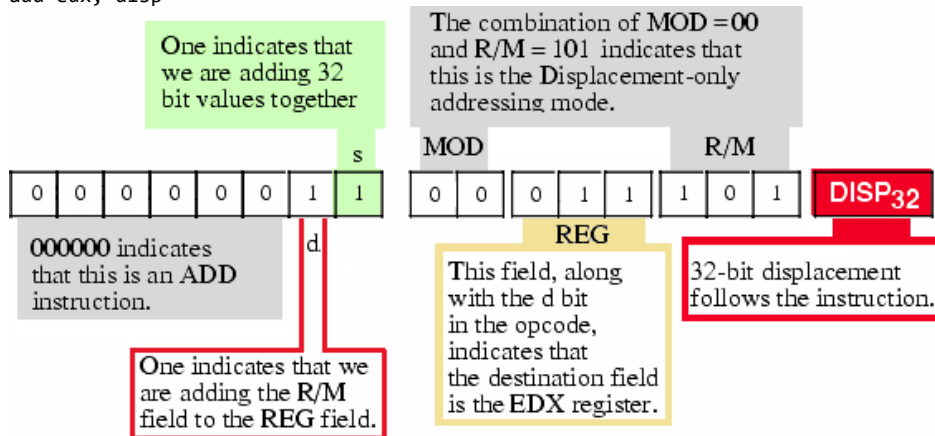 One indicates that
we are adding 32
bit values together
The combination of MOD = 00
and R/M = 101 indicates that
this is the Displacement-only
addressing mode.
s
MOD
R/M
0 0 0 0 0 0 1 1 0 0 0 1 1 1 0 1 DISP32
000000 indicates
that this is an ADD
instruction.
d
REG
This field, along
with the d bit
in the opcode,
indicates that
the destination field
is the EDX register.
32-bit displacement
follows the instruction.
One indicates that we
are adding the R/M
field to the REG field.